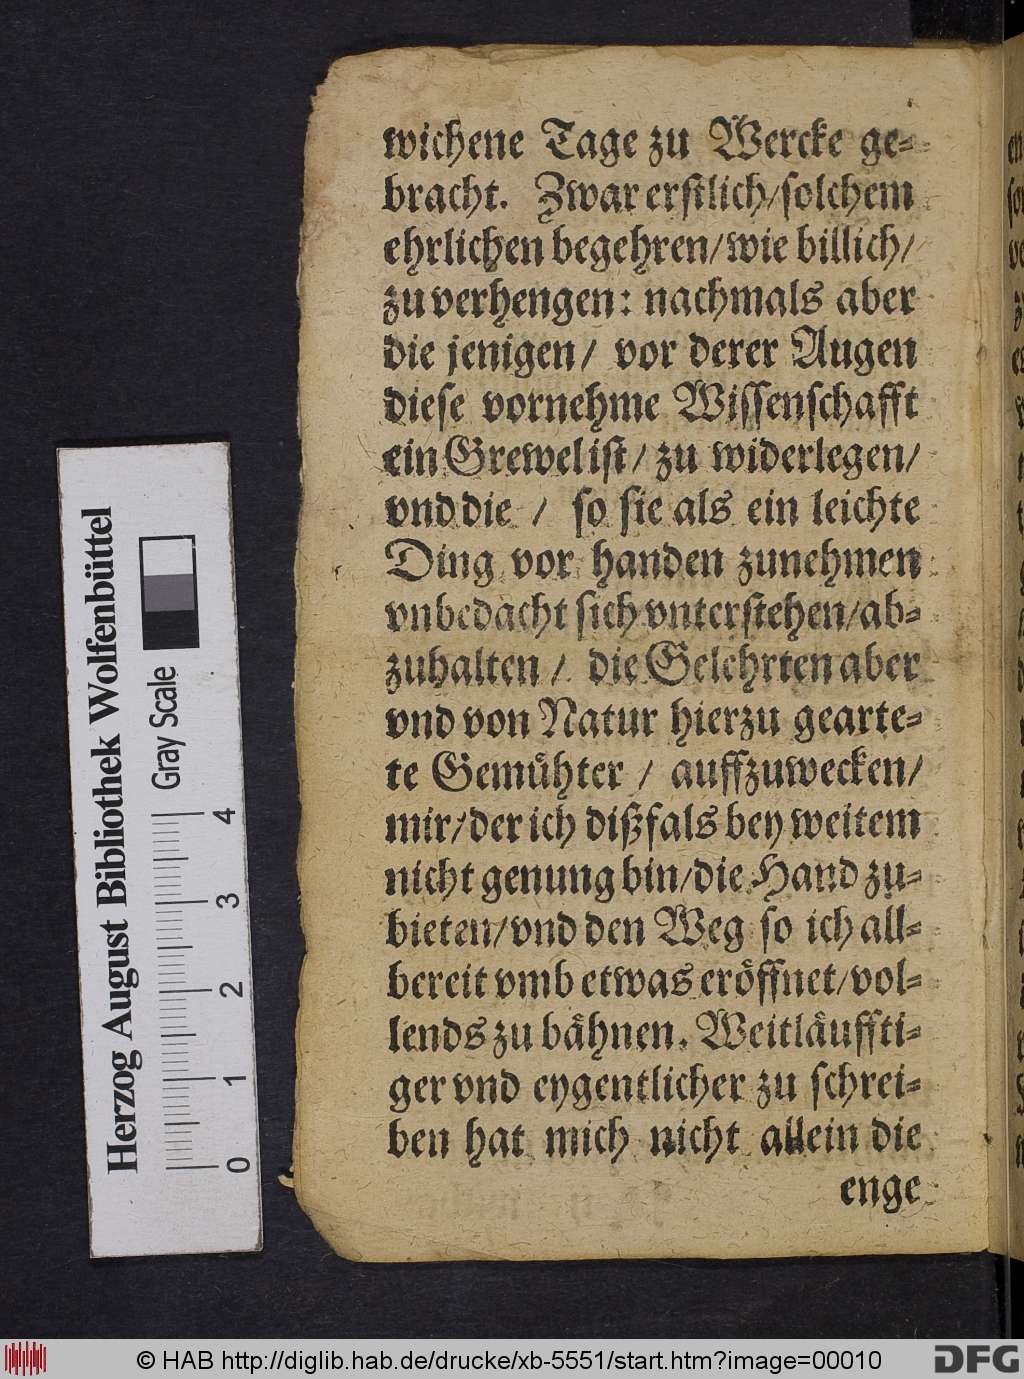 wichene Tage zu Wercke ge-
bracht. Zwar erstlich/solchem
ehrlichen begehren/wie billich/
zu verhengen: nachmals aber
die jenigen/ vor derer Augen
diese vornehme Wissenschafft
ein Grewel ist/ zu widerlegen/
vnd die / so sie als ein leichte
Ding vor handen zunehmen
vnbedacht sich vnterstehen/ab-
zuhalten / die Gelehrten aber
vnd von Natur hierzu gearte-
te Gemühter / auffzuwecken/
mir/der ich dißfals bey weitem
nicht genung bin/die Hand zu-
bieten/vnd den Weg so ich all-
bereit vmb etwas eröffnet/vol-
lends zu bähnen. Weitläuffti-
ger vnd eygentlicher zu schrei-
ben hat mich nicht allein die
enge
Herzog August Bibliothek Wolfenbüttel
Gray Scale
0 1 2 3 4
© HAB http://diglib.hab.de/drucke/xb-5551/start.htm?image=00010
DFG